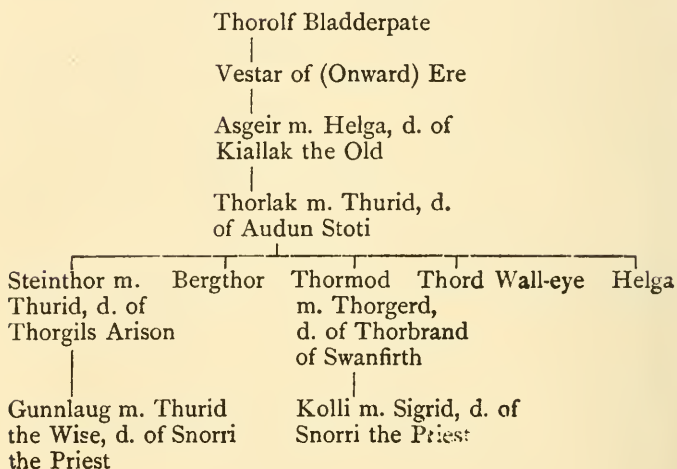 Thorolf Bladderpate
Vestar of (Onward) Ere
Asgeir m. Helga, d. of
Kiallak the Old
Thorlak m. Thurid, d.
of Audun Stoti
Steinthor m.
Thurid, d. of
Thorgils Arison
Bergthor
Thormod
m. Thorgerd,
d. of Thorbrand
of Swanfirth
Thord Wall-eye
Helga
Gunnlaug m. Thurid
the Wise, d. of Snorri
the Priest
Kolli m. Sigrid, d. of
Snorri the Priest